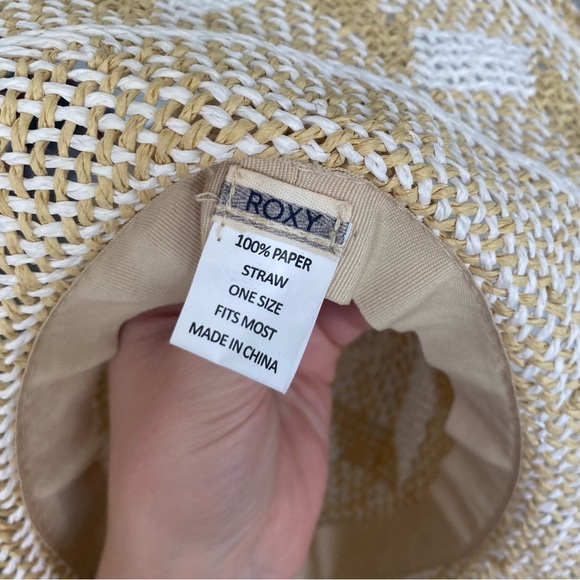 ROXY
100% PAPER
STRAW
ONE SIZE
FITS MOST
MADE IN CHINA